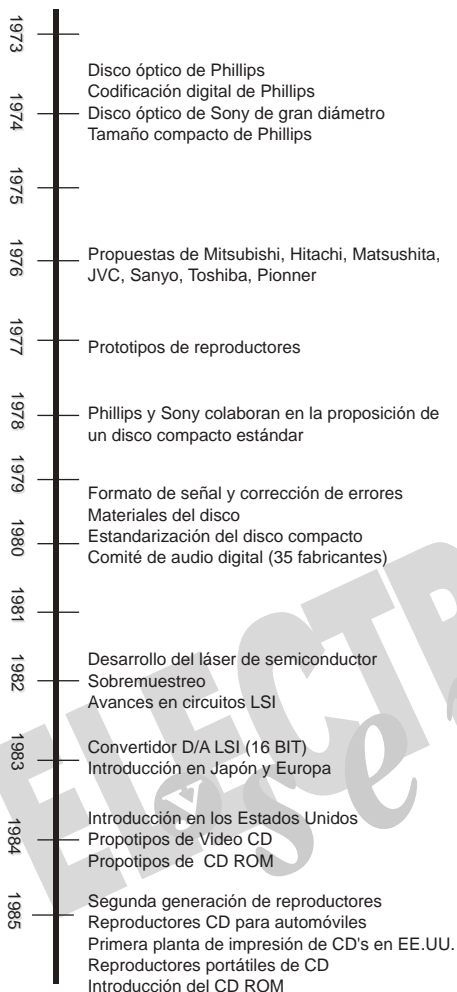 1973
Disco óptico de Phillips
Codificación digital de Phillips
1974
Disco óptico de Sony de gran diámetro
Tamaño compacto de Phillips
1975
1976
Propuestas de Mitsubishi, Hitachi, Matsushita,
JVC, Sanyo, Toshiba, Pionner
1977
Prototipos de reproductores
1978
Phillips y Sony colaboran en la proposición de
un disco compacto estándar
1979
Formato de señal y corrección de errores
Materiales del disco
Estandarización del disco compacto
1980
Comité de audio digital (35 fabricantes)
1981
Desarrollo del láser de semiconductor
1982
Sobremuestreo
Avances en circuitos LSI
1983
Convertidor D/A LSI (16 BIT)
Introducción en Japón y Europa
Introducción en los Estados Unidos
1984
Propotipos de Video CD
Propotipos de CD ROM
1985
Segunda generación de reproductores
Reproductores CD para automóviles
Primera planta de impresión de CD's en EE.UU.
Reproductores portátiles de CD
Introducción del CD ROM